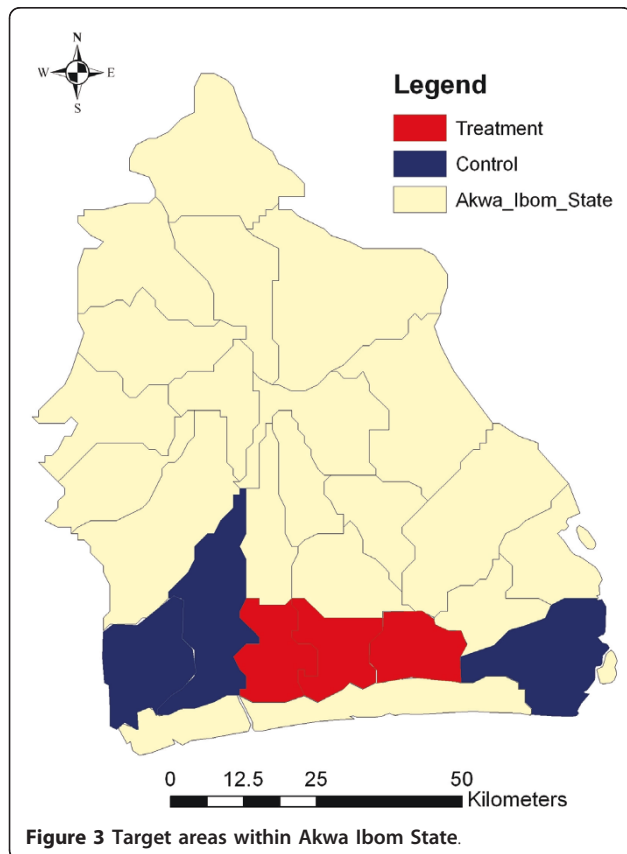 N
W E
S
Legend
Treatment
Control
Akwa_Ibom_State
0 12.5 25 50
Kilometers
Figure 3 Target areas within Akwa Ibom State.